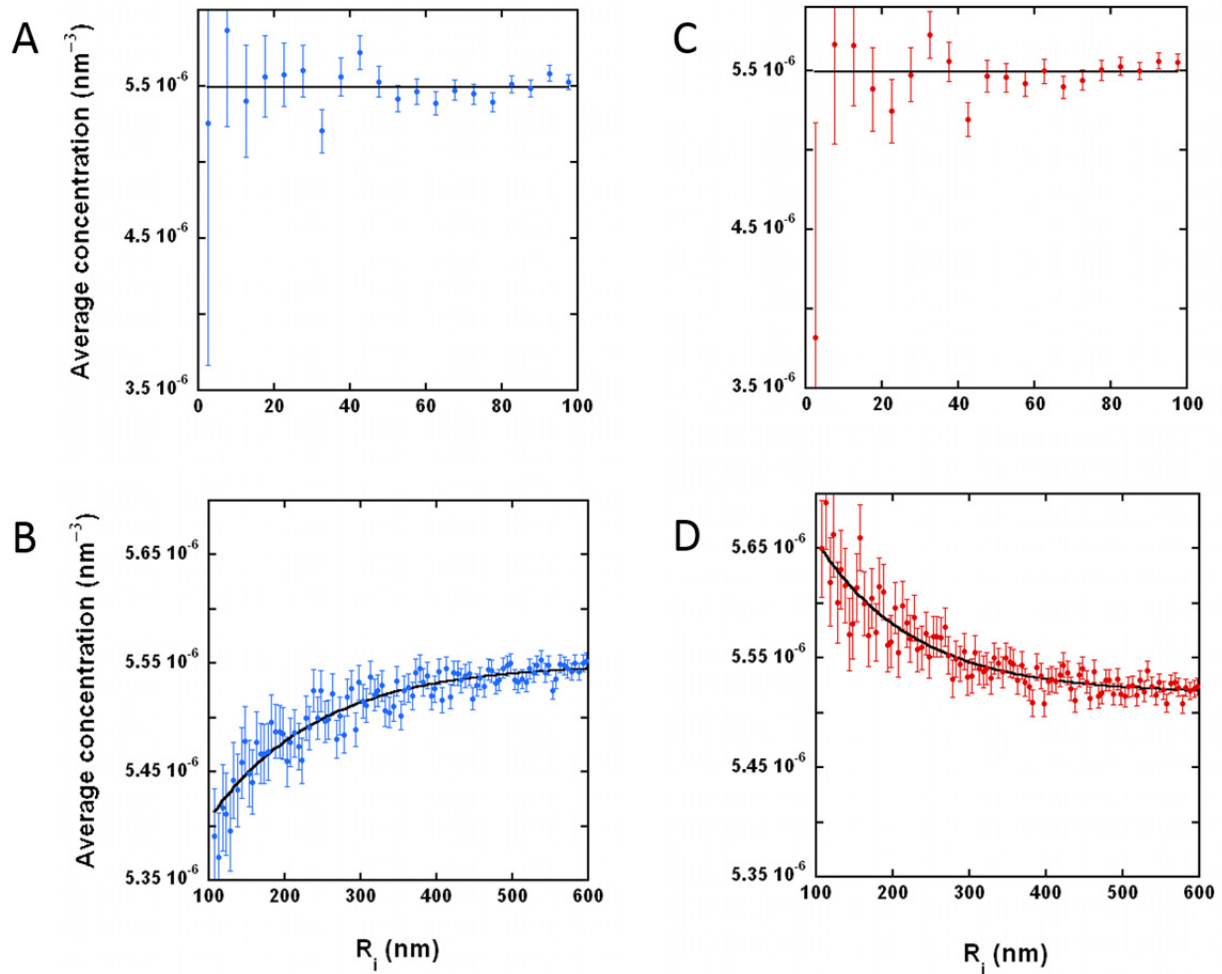 A
Average concentration (nm⁻³)
5.5 10⁻⁶
4.5 10⁻⁶
3.5 10⁻⁶
0 20 40 60 80 100
C
5.5 10⁻⁶
4.5 10⁻⁶
3.5 10⁻⁶
0 20 40 60 80 100
B
Average concentration (nm⁻³)
5.65 10⁻⁶
5.55 10⁻⁶
5.45 10⁻⁶
5.35 10⁻⁶
100 200 300 400 500 600
R_i (nm)
D
5.65 10⁻⁶
5.55 10⁻⁶
5.45 10⁻⁶
5.35 10⁻⁶
100 200 300 400 500 600
R_i (nm)